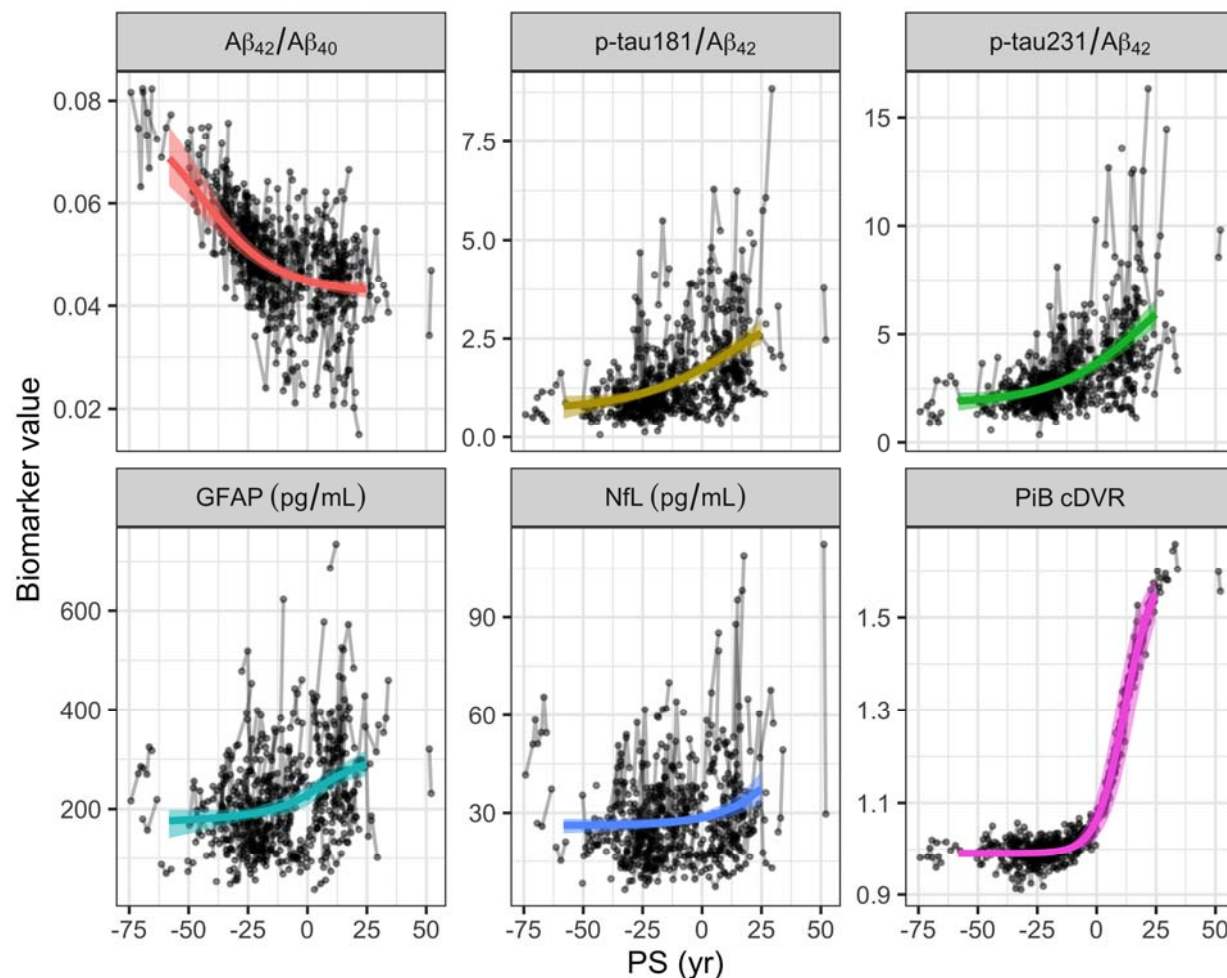 Aβ₄₂/Aβ₄₀
p-tau181/Aβ₄₂
p-tau231/Aβ₄₂
0.08
0.06
0.04
0.02
7.5
5.0
2.5
0.0
15
10
5
0
GFAP (pg/mL)
NfL (pg/mL)
PiB cDVR
Biomarker value
600
400
200
90
60
30
1.5
1.3
1.1
0.9
-75 -50 -25 0 25 50
-75 -50 -25 0 25 50
-75 -50 -25 0 25 50
PS (yr)